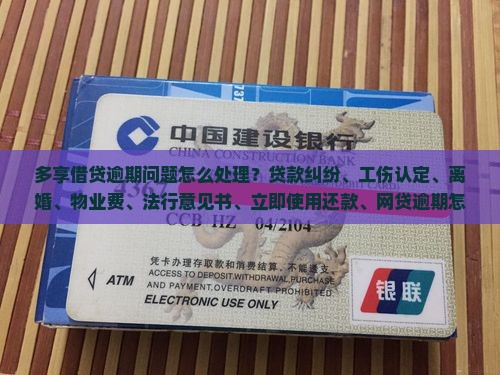 737
中国建设银行
CHINA CONSTRUCTION BANK
多享借贷逾期问题怎么处理？贷款纠纷、工伤认定、离
4367
婚、物业费、法行意见书、立即使用还款、网贷逾期怎
CCB HZ 04/2104
凭卡办理存取款和消费结算，不能透支。
ATM
ACCESS TO DEPOSIT.WITHDRAWAL.PURCHASE
AND PAYMENT.OVERDRAFT PROHIBITED.
ELECTRONIC USE ONLY
银联